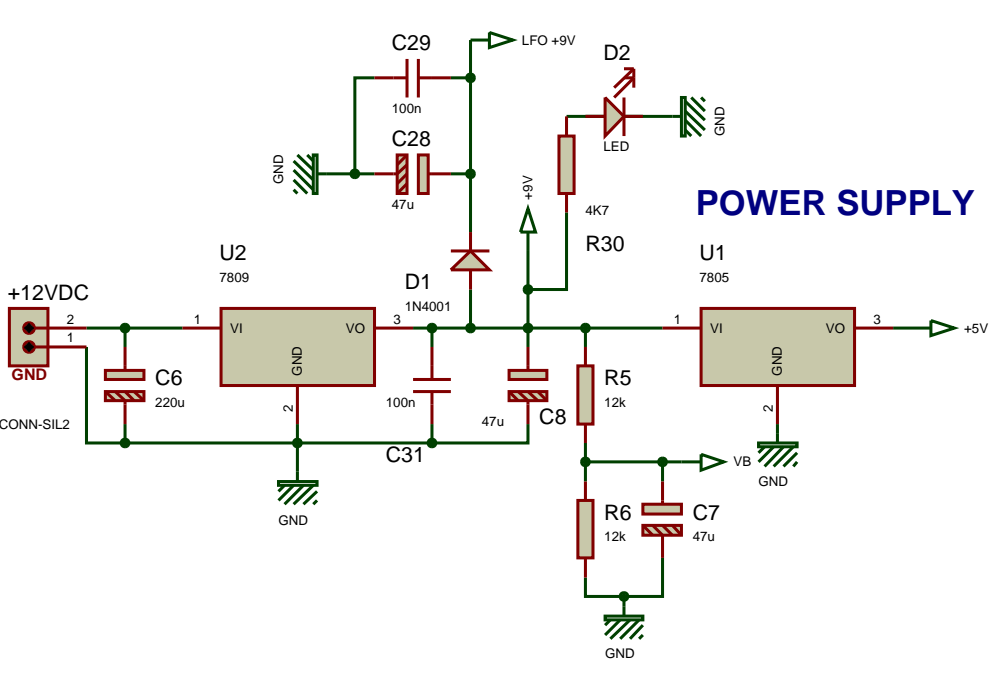 C29
LFO +9V
100n
D2
LED
GND
C28
47u
GND
+9V
4K7
R30
POWER SUPPLY
U2
7809
D1
1N4001
U1
7805
+12VDC
2
1
GND
CONN-SIL2
1
VI
VO
3
GND
2
C6
220u
100n
C31
47u
C8
R5
12k
1
VI
VO
3
+5V
GND
2
GND
VB
GND
R6
12k
C7
47u
GND